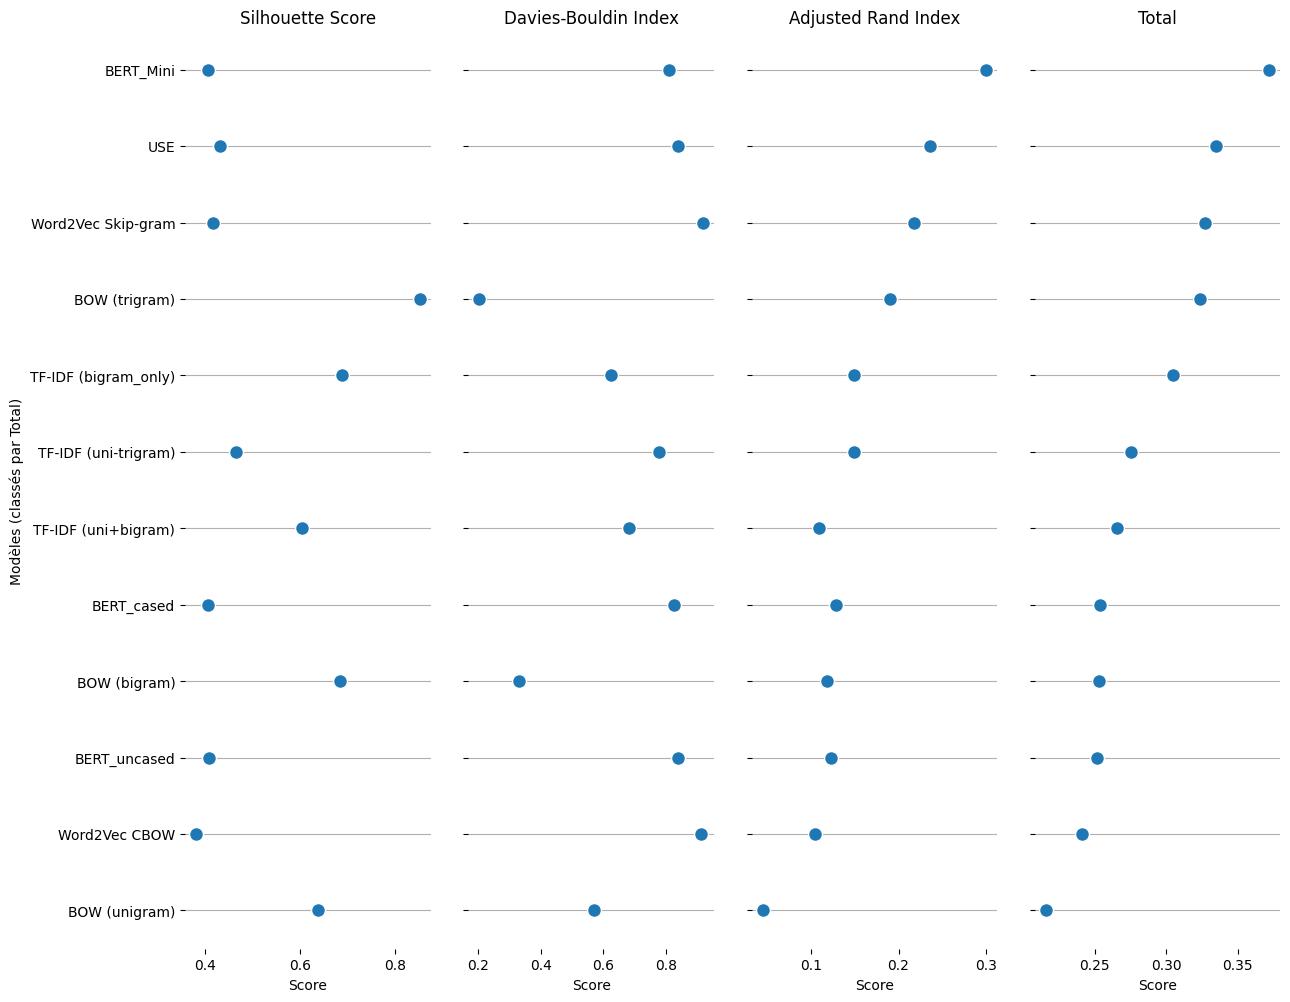 Silhouette Score
Davies-Bouldin Index
Adjusted Rand Index
Total
Modèles (classés par Total)
BERT_Mini
USE
Word2Vec Skip-gram
BOW (trigram)
TF-IDF (bigram_only)
TF-IDF (uni-trigram)
TF-IDF (uni+bigram)
BERT_cased
BOW (bigram)
BERT_uncased
Word2Vec CBOW
BOW (unigram)
0.4 0.6 0.8
0.2 0.4 0.6 0.8
0.1 0.2 0.3
0.25 0.30 0.35
Score
Score
Score
Score